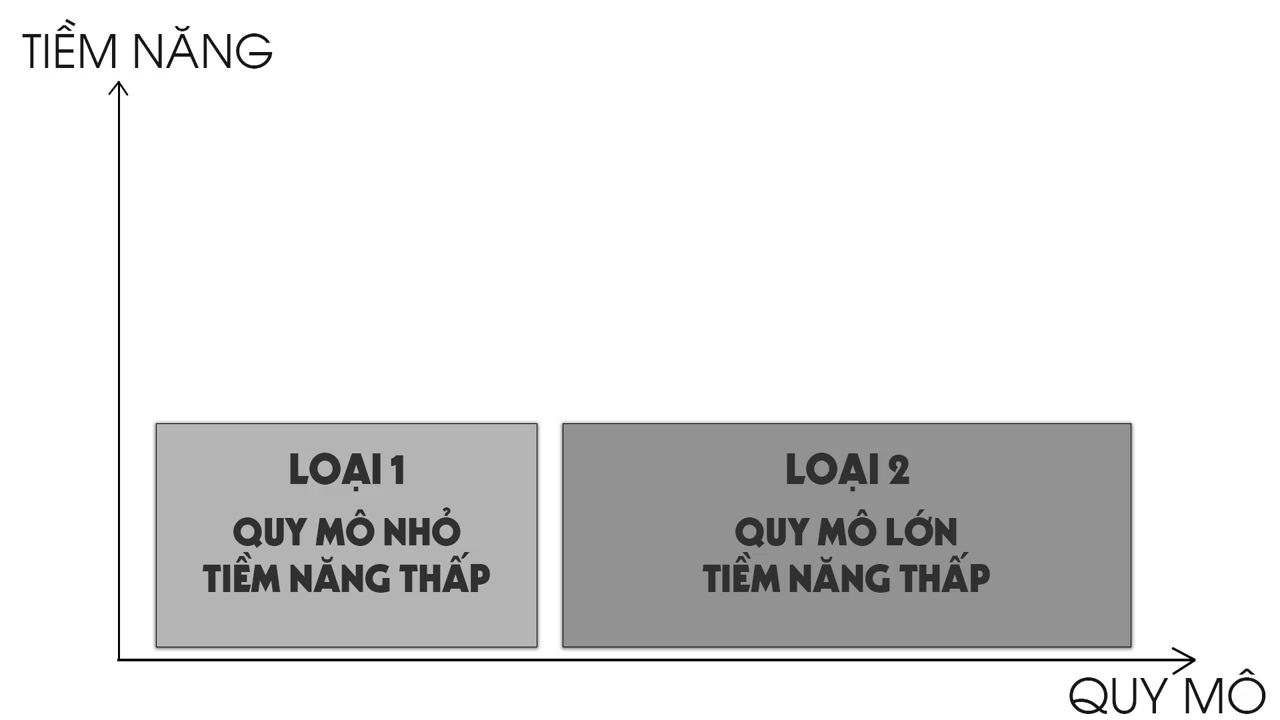 TIỀM NĂNG
LOẠI 1
QUY MÔ NHỎ
TIỀM NĂNG THẤP
LOẠI 2
QUY MÔ LỚN
TIỀM NĂNG THẤP
QUY MÔ